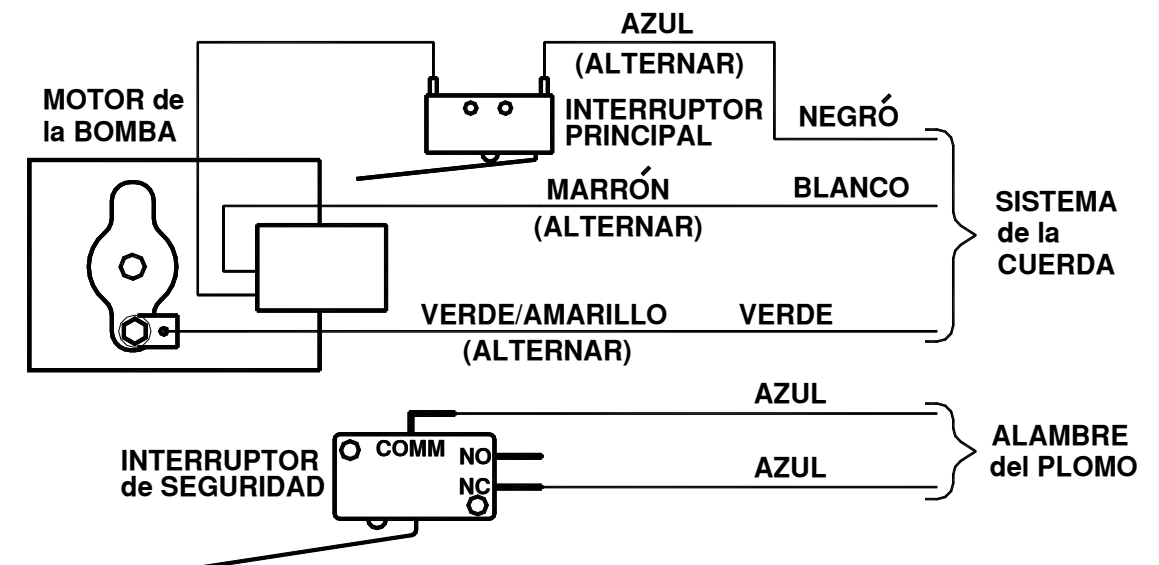 AZUL
(ALTERNAR)
MOTOR de
la BOMBA
INTERRUPTOR
PRINCIPAL
NEGRÓ
MARRÓN
(ALTERNAR)
BLANCO
SISTEMA
de la
CUERDA
VERDE/AMARILLO
(ALTERNAR)
VERDE
AZUL
INTERRUPTOR
de SEGURIDAD
COMM
NO
NC
AZUL
ALAMBRE
del PLOMO